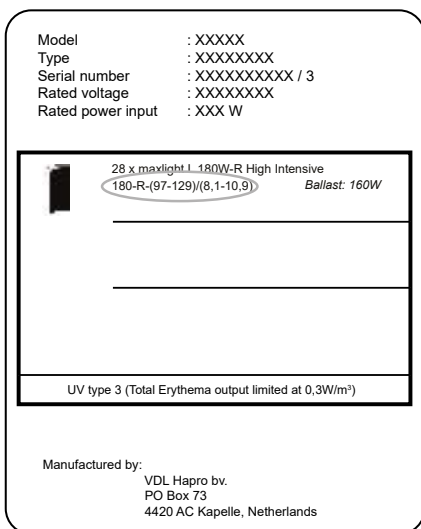 Model : XXXXX
Type : XXXXXXXX
Serial number : XXXXXXXXXX / 3
Rated voltage : XXXXXXXX
Rated power input : XXX W
28 x maxlight L 180W-R High Intensive
180-R-(97-129)/(8,1-10,9) Ballast: 160W
UV type 3 (Total Erythema output limited at 0,3W/m³)
Manufactured by:
VDL Hapro bv.
PO Box 73
4420 AC Kapelle, Netherlands